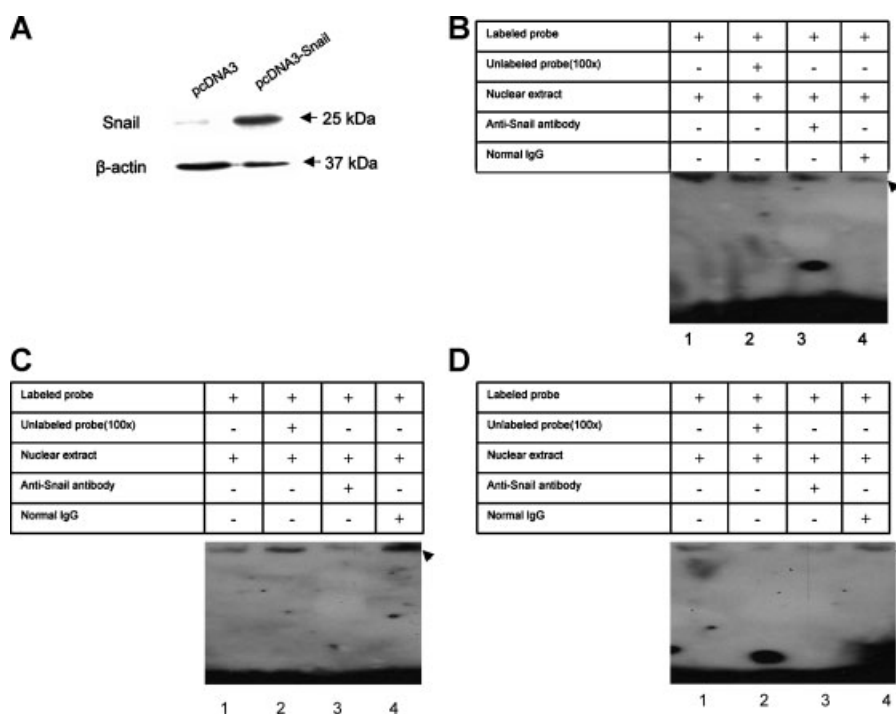 A
pcDNA3
pcDNA3-Snail
Snail
25 kDa
β-actin
37 kDa
B
Labeled probe + + + +
Unlabeled probe(100x) - + - -
Nuclear extract + + + +
Anti-Snail antibody - - + -
Normal IgG - - - +
1 2 3 4
C
Labeled probe + + + +
Unlabeled probe(100x) - + - -
Nuclear extract + + + +
Anti-Snail antibody - - + -
Normal IgG - - - +
1 2 3 4
D
Labeled probe + + + +
Unlabeled probe(100x) - + - -
Nuclear extract + + + +
Anti-Snail antibody - - + -
Normal IgG - - - +
1 2 3 4